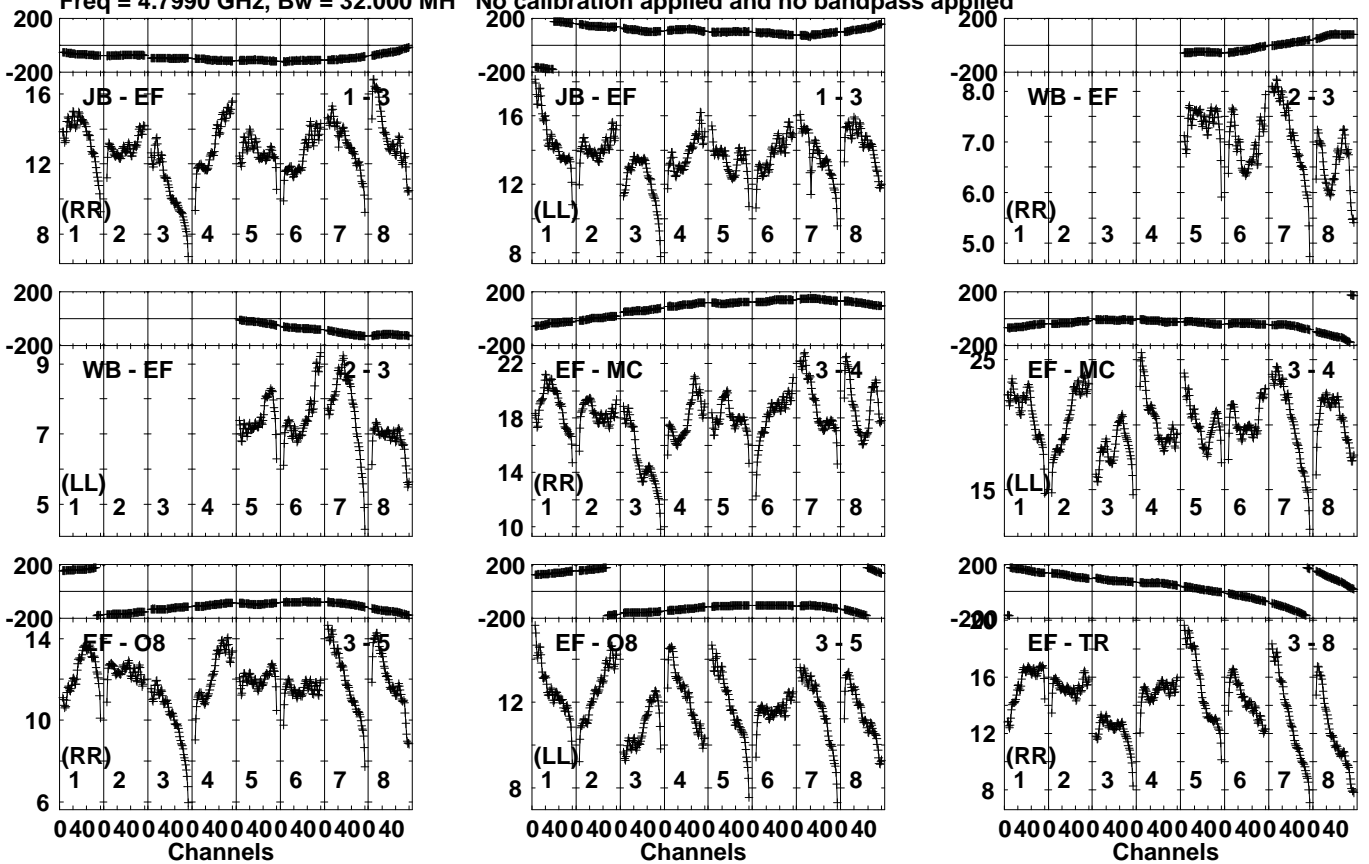 Freq = 4.7990 GHz, Bw = 32.000 MH No calibration applied and no bandpass applied
200
-200
16
12
8
JB - EF
1 - 3
(RR)
1 2 3 4 5 6 7 8
200
-200
16
12
8
JB - EF
1 - 3
(LL)
1 2 3 4 5 6 7 8
200
-200
8.0
7.0
6.0
5.0
WB - EF
2 - 3
(RR)
1 2 3 4 5 6 7 8
200
-200
9
7
5
WB - EF
2 - 3
(LL)
1 2 3 4 5 6 7 8
200
-200
22
18
14
10
EF - MC
3 - 4
(RR)
1 2 3 4 5 6 7 8
200
-200
25
15
EF - MC
3 - 4
(LL)
1 2 3 4 5 6 7 8
200
-200
14
10
6
EF - O8
3 - 5
(RR)
1 2 3 4 5 6 7 8
0 40 0 40 0 40 0 40 0 40 0 40 0 40 0 40
Channels
200
-200
12
8
EF - O8
3 - 5
(LL)
1 2 3 4 5 6 7 8
0 40 0 40 0 40 0 40 0 40 0 40 0 40 0 40
Channels
200
-200
20
16
12
8
EF - TR
3 - 8
(RR)
1 2 3 4 5 6 7 8
0 40 0 40 0 40 0 40 0 40 0 40 0 40 0 40
Channels